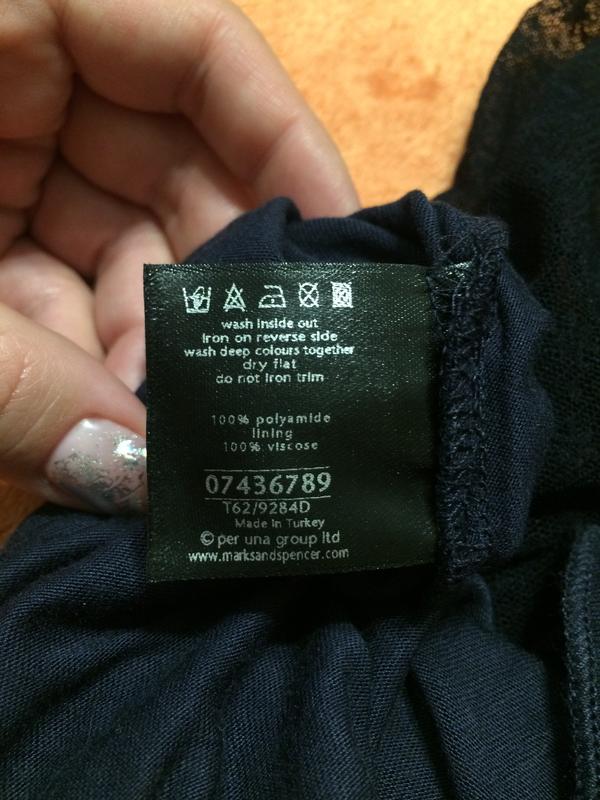 wash inside out
iron on reverse side
wash deep colours together
dry flat
do not iron trim
100% polyamide
lining
100% viscose
07436789
T62/9284D
Made in Turkey
© per una group ltd
www.marksandspencer.com